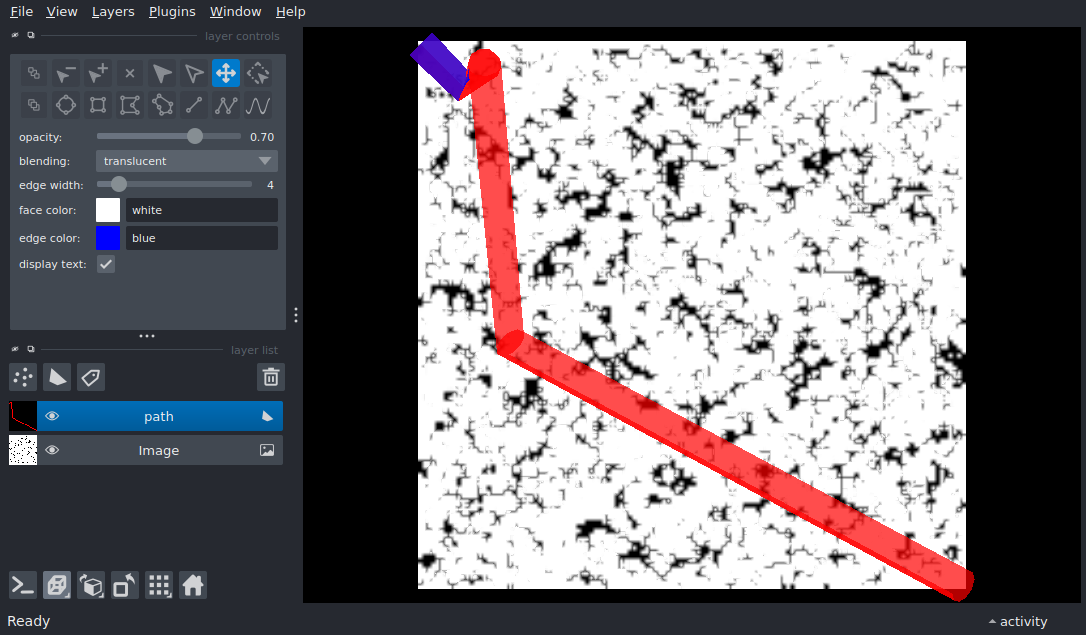 File View Layers Plugins Window Help
layer controls
opacity: 0.70
blending: translucent
edge width: 4
face color: white
edge color: blue
display text:
layer list
path
Image
Ready
activity